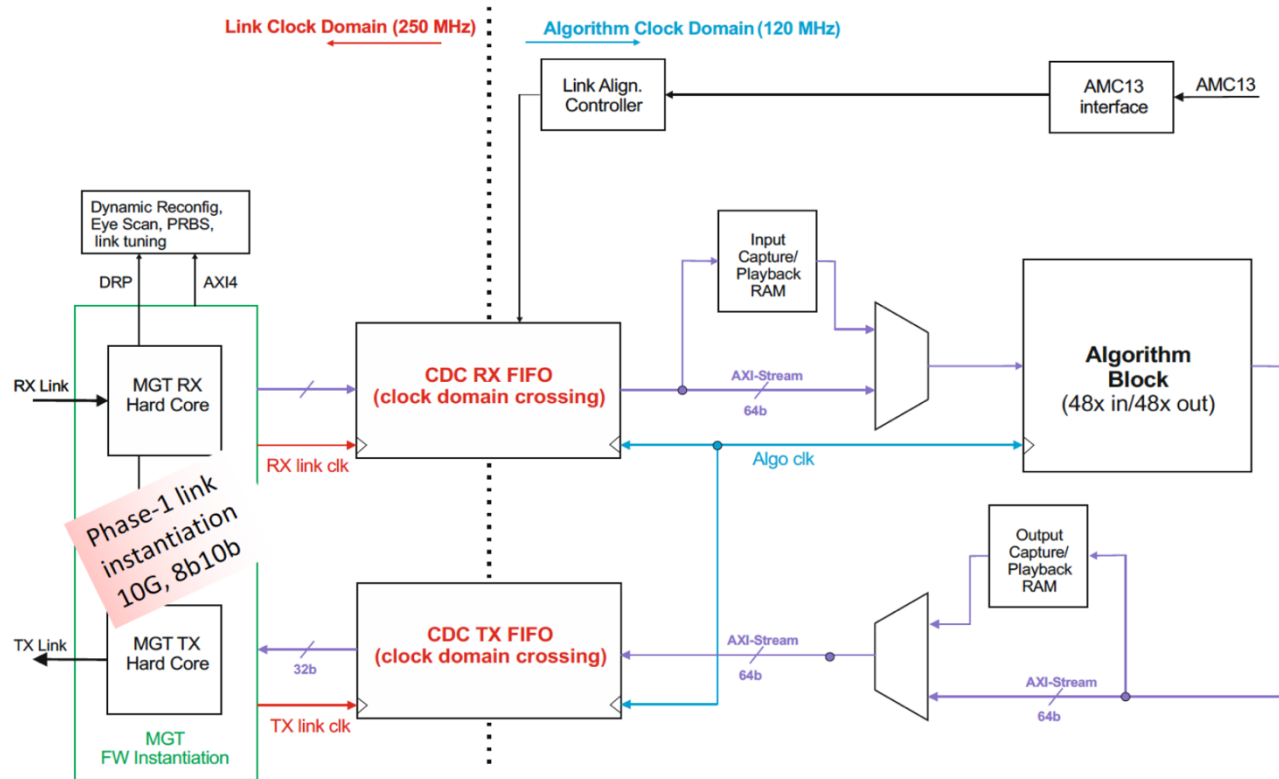 Link Clock Domain (250 MHz)
Algorithm Clock Domain (120 MHz)
Link Align.
Controller
AMC13
interface
AMC13
Dynamic Reconfig,
Eye Scan, PRBS,
link tuning
DRP
AXI4
Input
Capture/
Playback
RAM
RX Link
MGT RX
Hard Core
CDC RX FIFO
(clock domain crossing)
AXI-Stream
64b
Algorithm
Block
(48x in/48x out)
RX link clk
Algo clk
Phase-1 link
instantiation
10G, 8b10b
Output
Capture/
Playback
RAM
TX Link
MGT TX
Hard Core
32b
CDC TX FIFO
(clock domain crossing)
AXI-Stream
64b
AXI-Stream
64b
TX link clk
MGT
FW Instantiation